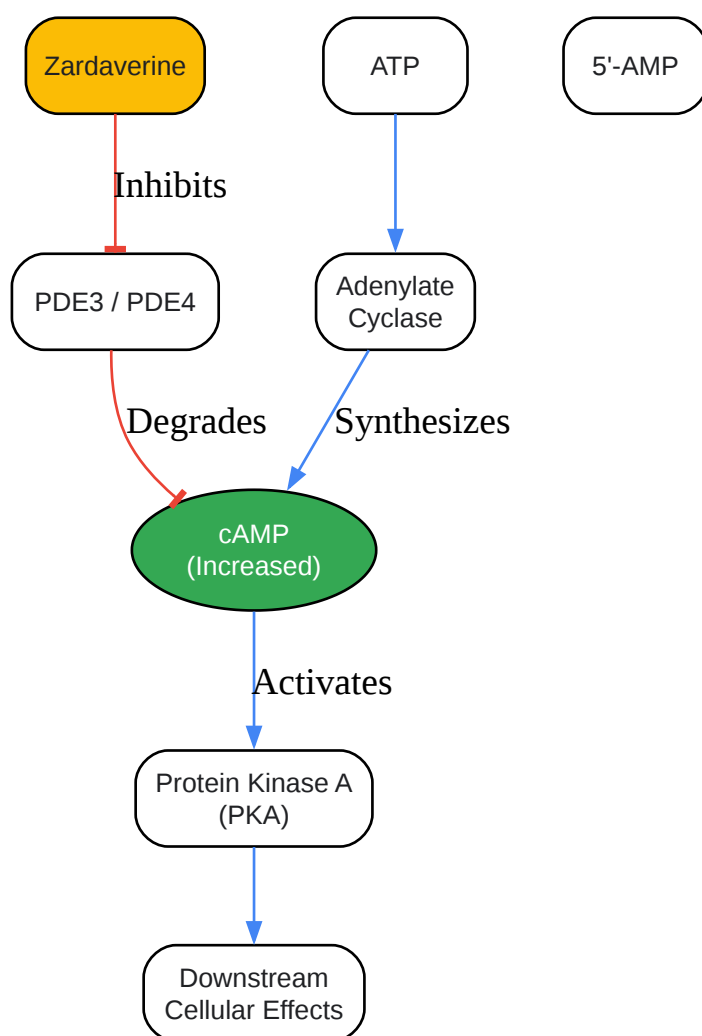 Zardaverine
ATP
5'-AMP
Inhibits
PDE3 / PDE4
Adenylate
Cyclase
Degrades
Synthesizes
cAMP
(Increased)
Activates
Protein Kinase A
(PKA)
Downstream
Cellular Effects